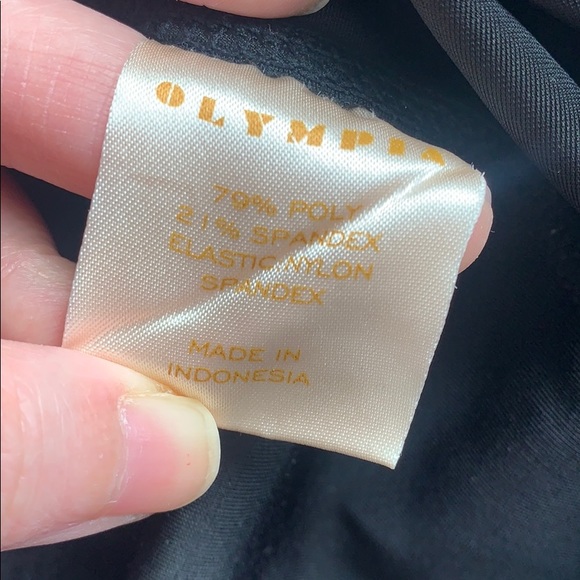 OLYMPIA
79% POLY
21% SPANDEX
ELASTIC NYLON
SPANDEX
MADE IN
INDONESIA